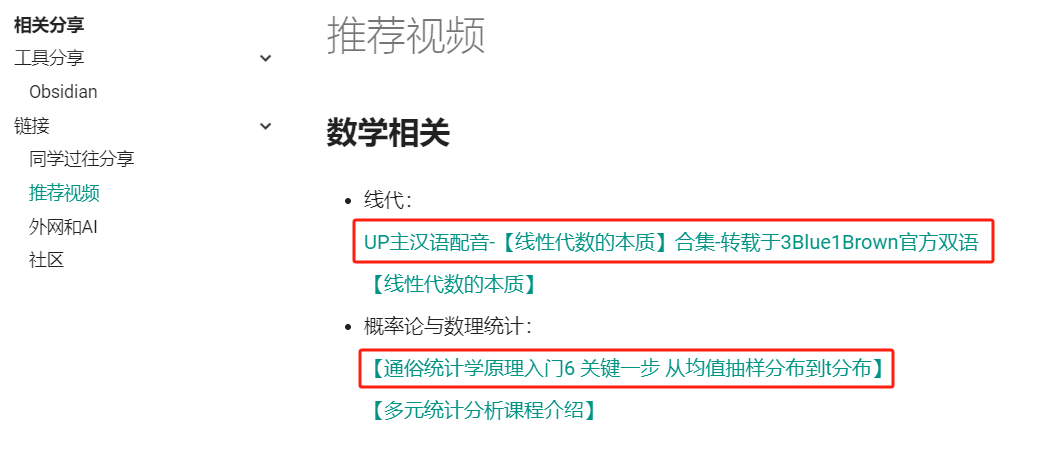 相关分享
工具分享
Obsidian
链接
同学过往分享
推荐视频
外网和AI
社区
推荐视频
数学相关
线代：
UP主汉语配音-【线性代数的本质】合集-转载于3Blue1Brown官方双语
【线性代数的本质】
概率论与数理统计：
【通俗统计学原理入门6 关键一步 从均值抽样分布到t分布】
【多元统计分析课程介绍】